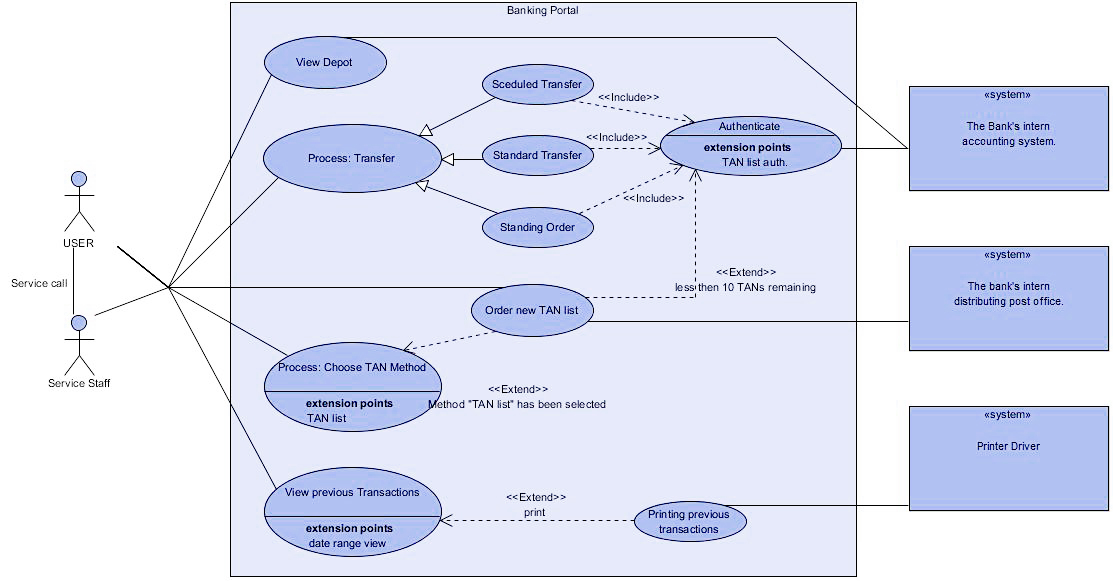 Banking Portal
View Depot
Sceduled Transfer
<<Include>>
«system»
The Bank's intern
accounting system.
Authenticate
extension points
TAN list auth.
<<Include>>
Process: Transfer
Standard Transfer
<<Include>>
Standing Order
USER
Service call
Service Staff
«system»
The bank's intern
distributing post office.
<<Extend>>
less then 10 TANs remaining
Order new TAN list
Process: Choose TAN Method
extension points
TAN list
<<Extend>>
Method "TAN list" has been selected
«system»
Printer Driver
View previous Transactions
extension points
date range view
<<Extend>>
print
Printing previous
transactions